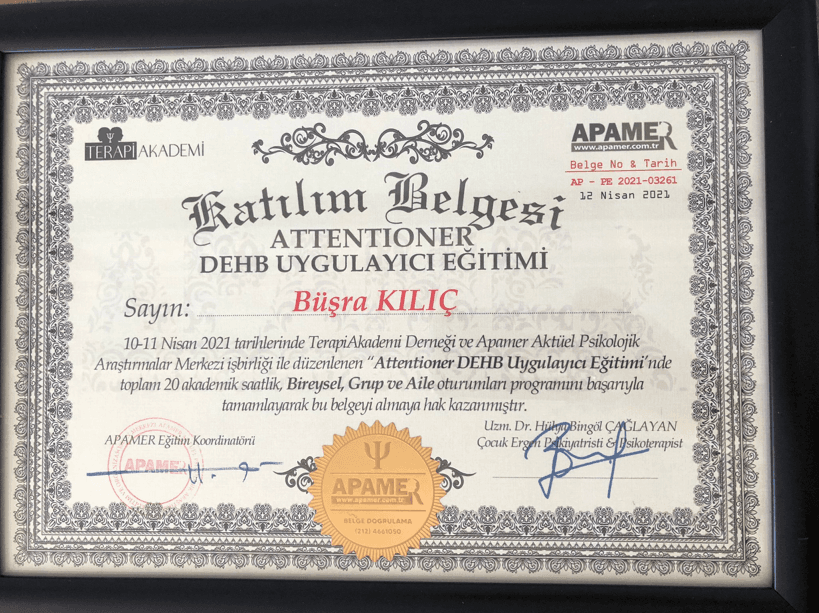 TERAPİ AKADEMİ
APAMER
www.apamer.com.tr
Belge No & Tarih
AP - PE 2021-03261
12 Nisan 2021
Katılım Belgesi
ATTENTIONER
DEHB UYGULAYICI EĞİTİMİ
Sayın: Büşra KILIÇ
10-11 Nisan 2021 tarihlerinde TerapiAkademi Derneği ve Apamer Aktüel Psikolojik
Araştırmalar Merkezi işbirliği ile düzenlenen “Attentioner DEHB Uygulayıcı Eğitimi’nde
toplam 20 akademik saatlik, Bireysel, Grup ve Aile oturumları programını başarıyla
tamamlayarak bu belgeyi almaya hak kazanmıştır.
APAMER Eğitim Koordinatörü
Uzm. Dr. Hülya Bingöl ÇAĞLAYAN
Çocuk Ergen Psikiyatristi & Psikoterapist
APAMER
APAMER
www.apamer.com.tr
BELGE DOĞRULAMA
(212) 4661090